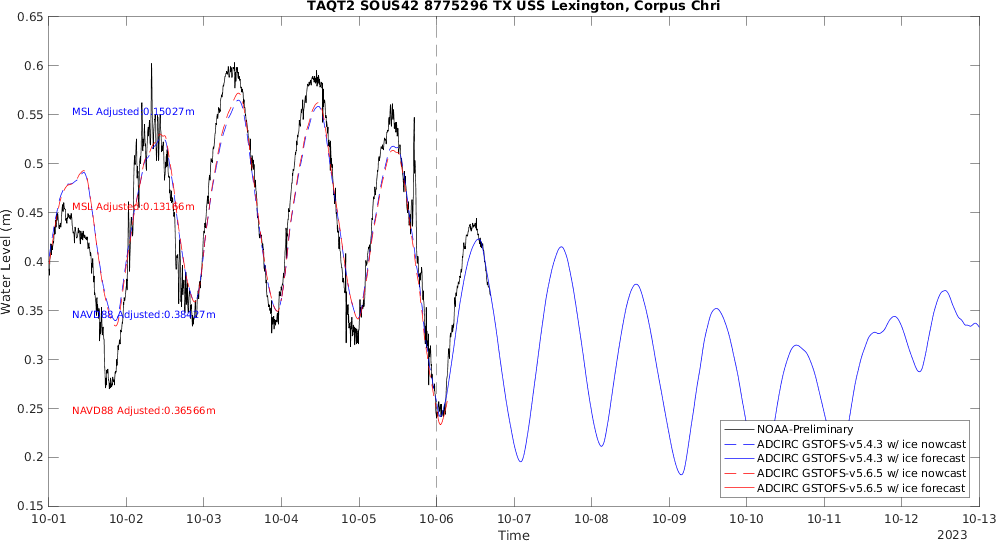 TAQT2 SOUS42 8775296 TX USS Lexington, Corpus Chri
0.65
0.6
0.55
0.5
0.45
0.4
0.35
0.3
0.25
0.2
0.15
Water Level (m)
MSL Adjusted:0.15027m
MSL Adjusted:0.13166m
NAVD88 Adjusted:0.38427m
NAVD88 Adjusted:0.36566m
NOAA-Preliminary
ADCIRC GSTOFS-v5.4.3 w/ ice nowcast
ADCIRC GSTOFS-v5.4.3 w/ ice forecast
ADCIRC GSTOFS-v5.6.5 w/ ice nowcast
ADCIRC GSTOFS-v5.6.5 w/ ice forecast
10-01 10-02 10-03 10-04 10-05 10-06 10-07 10-08 10-09 10-10 10-11 10-12 10-13
Time
2023